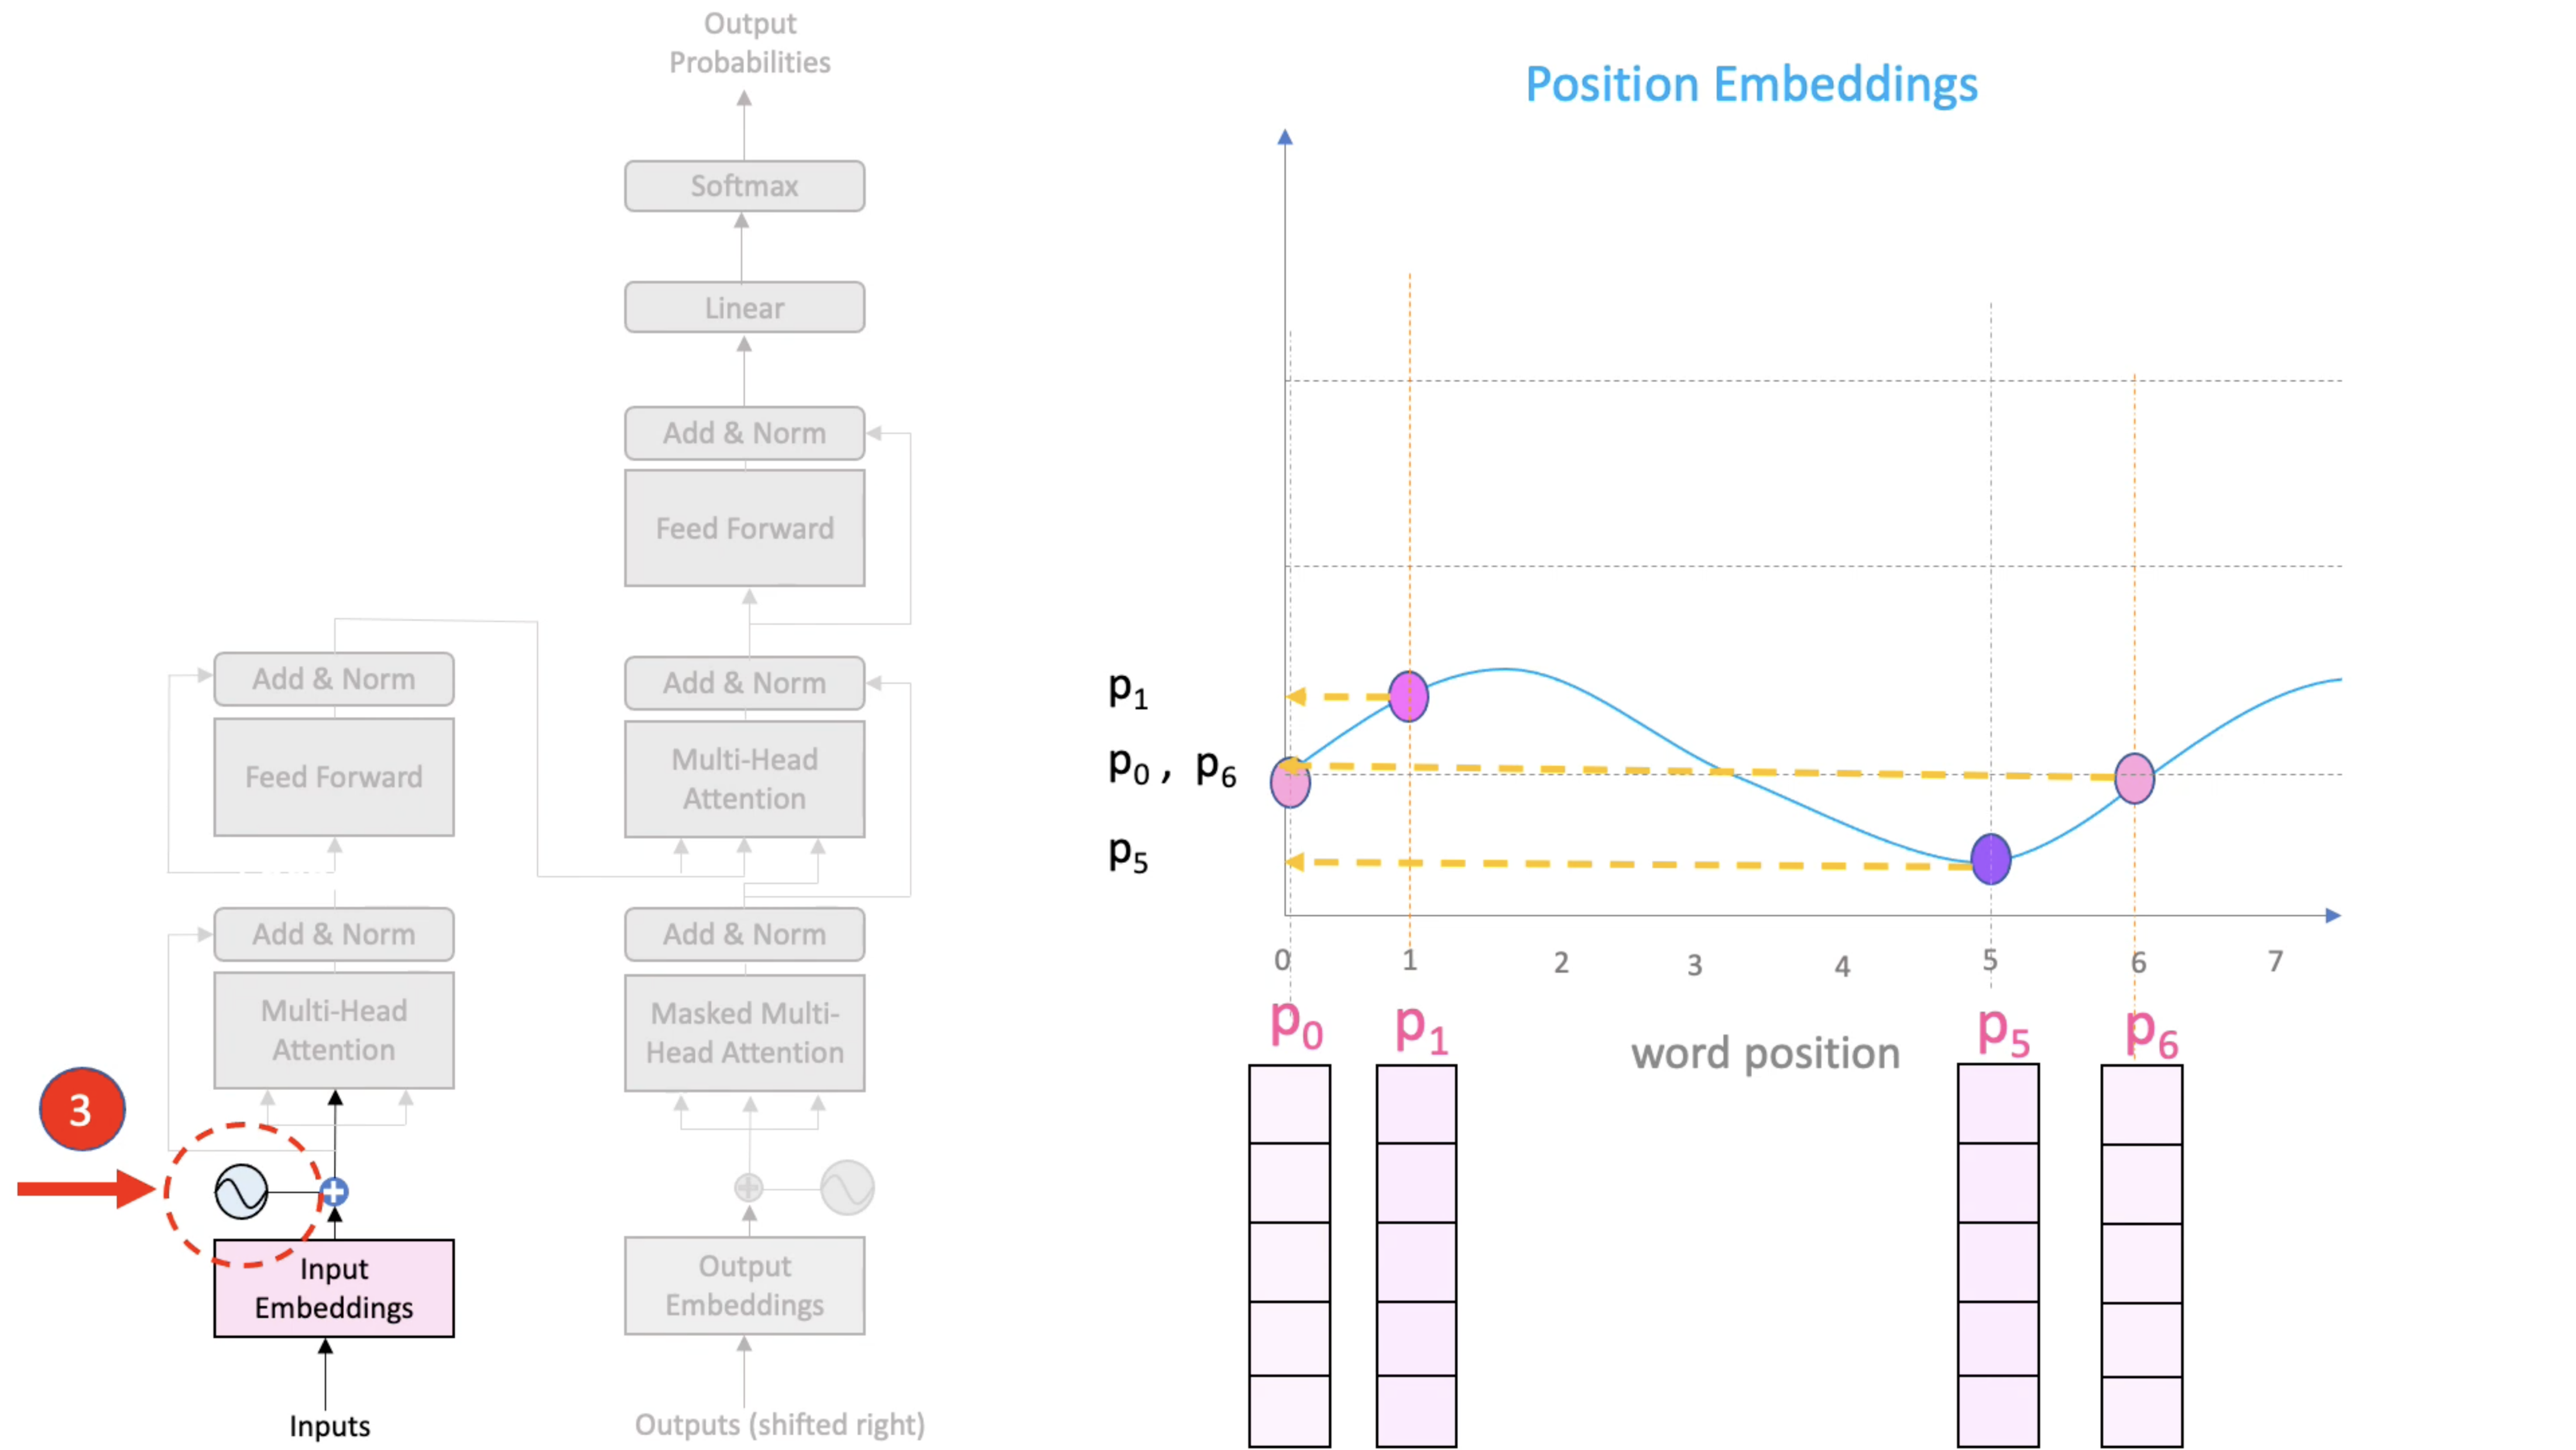 Output
Probabilities
Softmax
Linear
Add & Norm
Feed Forward
Add & Norm
Multi-Head
Attention
Add & Norm
Masked Multi-
Head Attention
Output
Embeddings
Outputs (shifted right)
Add & Norm
Feed Forward
Add & Norm
Multi-Head
Attention
3
Input
Embeddings
Inputs
Position Embeddings
p₁
p₀ , p₆
p₅
0 1 2 3 4 5 6 7
p₀ p₁ p₅ p₆
word position